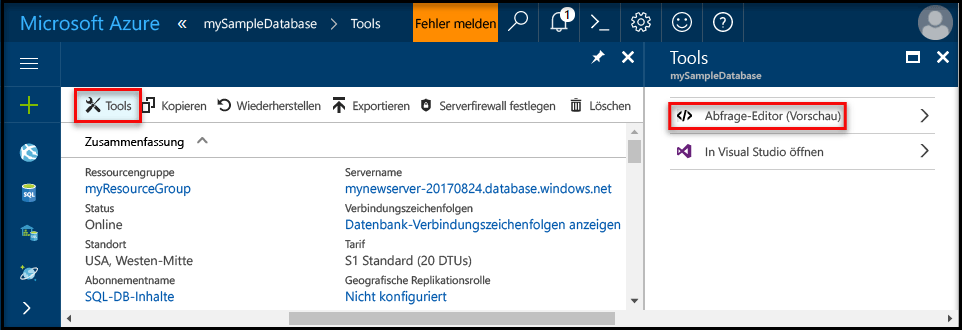 Microsoft Azure « mySampleDatabase > Tools Fehler melden 1
Tools
mySampleDatabase
Tools Kopieren Wiederherstellen Exportieren Serverfirewall festlegen Löschen
Abfrage-Editor (Vorschau)
In Visual Studio öffnen
Zusammenfassung
Ressourcengruppe
myResourceGroup
Status
Online
Standort
USA, Westen-Mitte
Abonnementname
SQL-DB-Inhalte
Servername
mynewserver-20170824.database.windows.net
Verbindungszeichenfolgen
Datenbank-Verbindungszeichenfolgen anzeigen
Tarif
S1 Standard (20 DTUs)
Geografische Replikationsrolle
Nicht konfiguriert
SQL